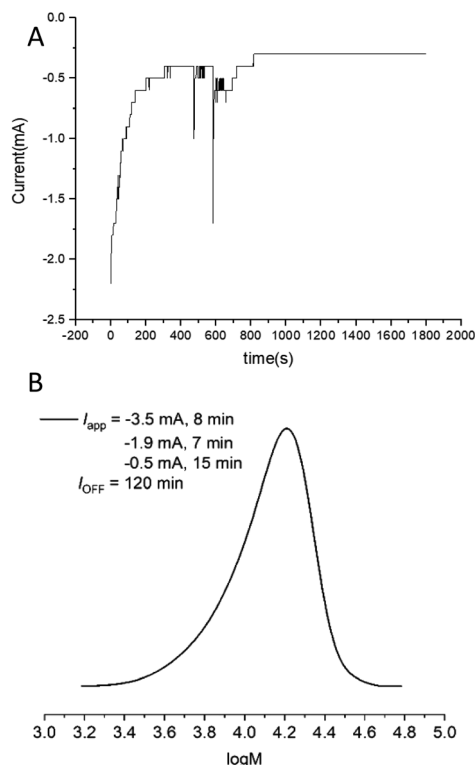 A
0.0
-0.5
-1.0
-1.5
-2.0
-2.5
Current(mA)
-200 0 200 400 600 800 1000 1200 1400 1600 1800 2000
time(s)
B
Iapp = -3.5 mA, 8 min
-1.9 mA, 7 min
-0.5 mA, 15 min
IOFF = 120 min
3.0 3.2 3.4 3.6 3.8 4.0 4.2 4.4 4.6 4.8 5.0
logM